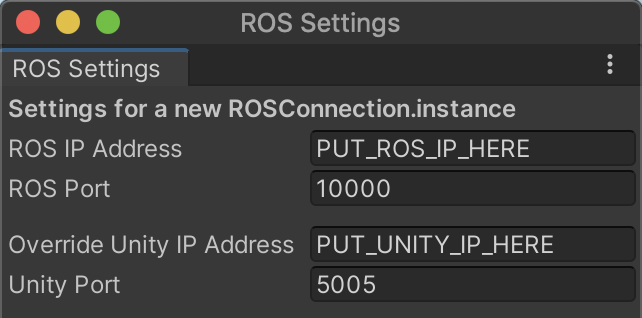 ROS Settings
ROS Settings
Settings for a new ROSConnection.instance
ROS IP Address PUT_ROS_IP_HERE
ROS Port 10000
Override Unity IP Address PUT_UNITY_IP_HERE
Unity Port 5005